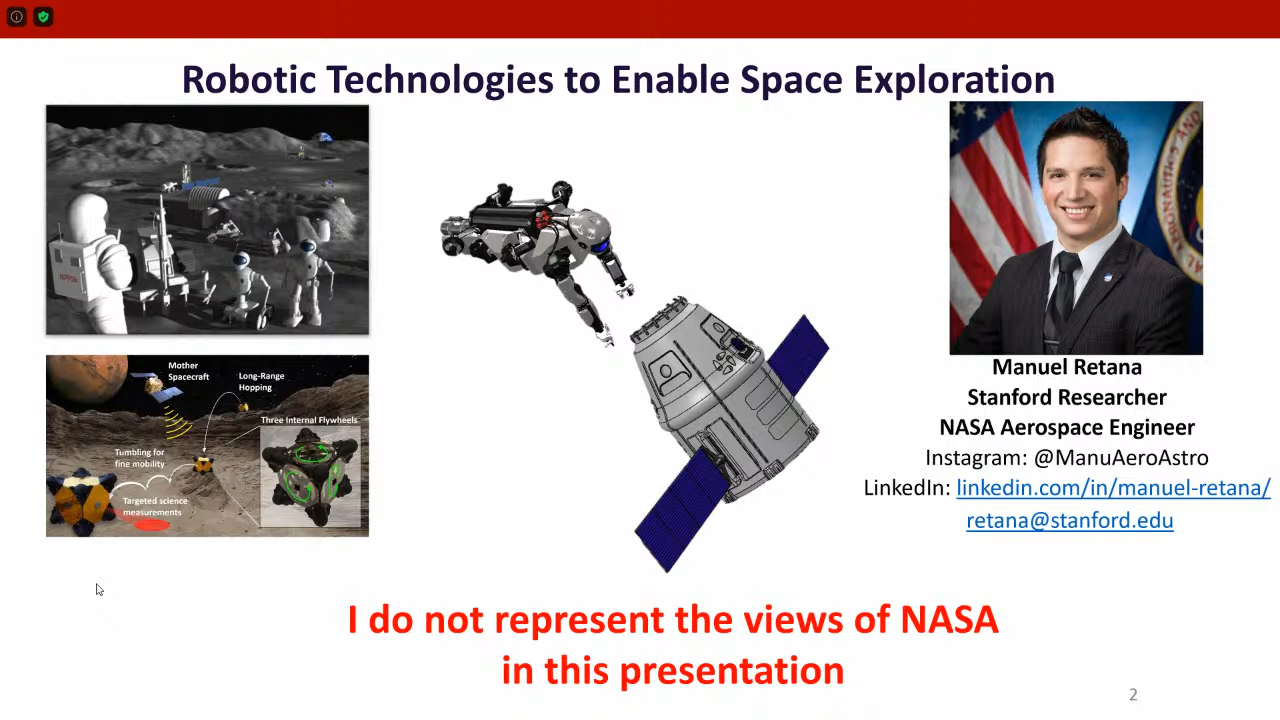 Robotic Technologies to Enable Space Exploration
Mother
Spacecraft
Long-Range
Hopping
Three Internal Flywheels
Tumbling for
fine mobility
Targeted science
measurements
Manuel Retana
Stanford Researcher
NASA Aerospace Engineer
Instagram: @ManuAeroAstro
LinkedIn: linkedin.com/in/manuel-retana/
retana@stanford.edu
I do not represent the views of NASA
in this presentation
2